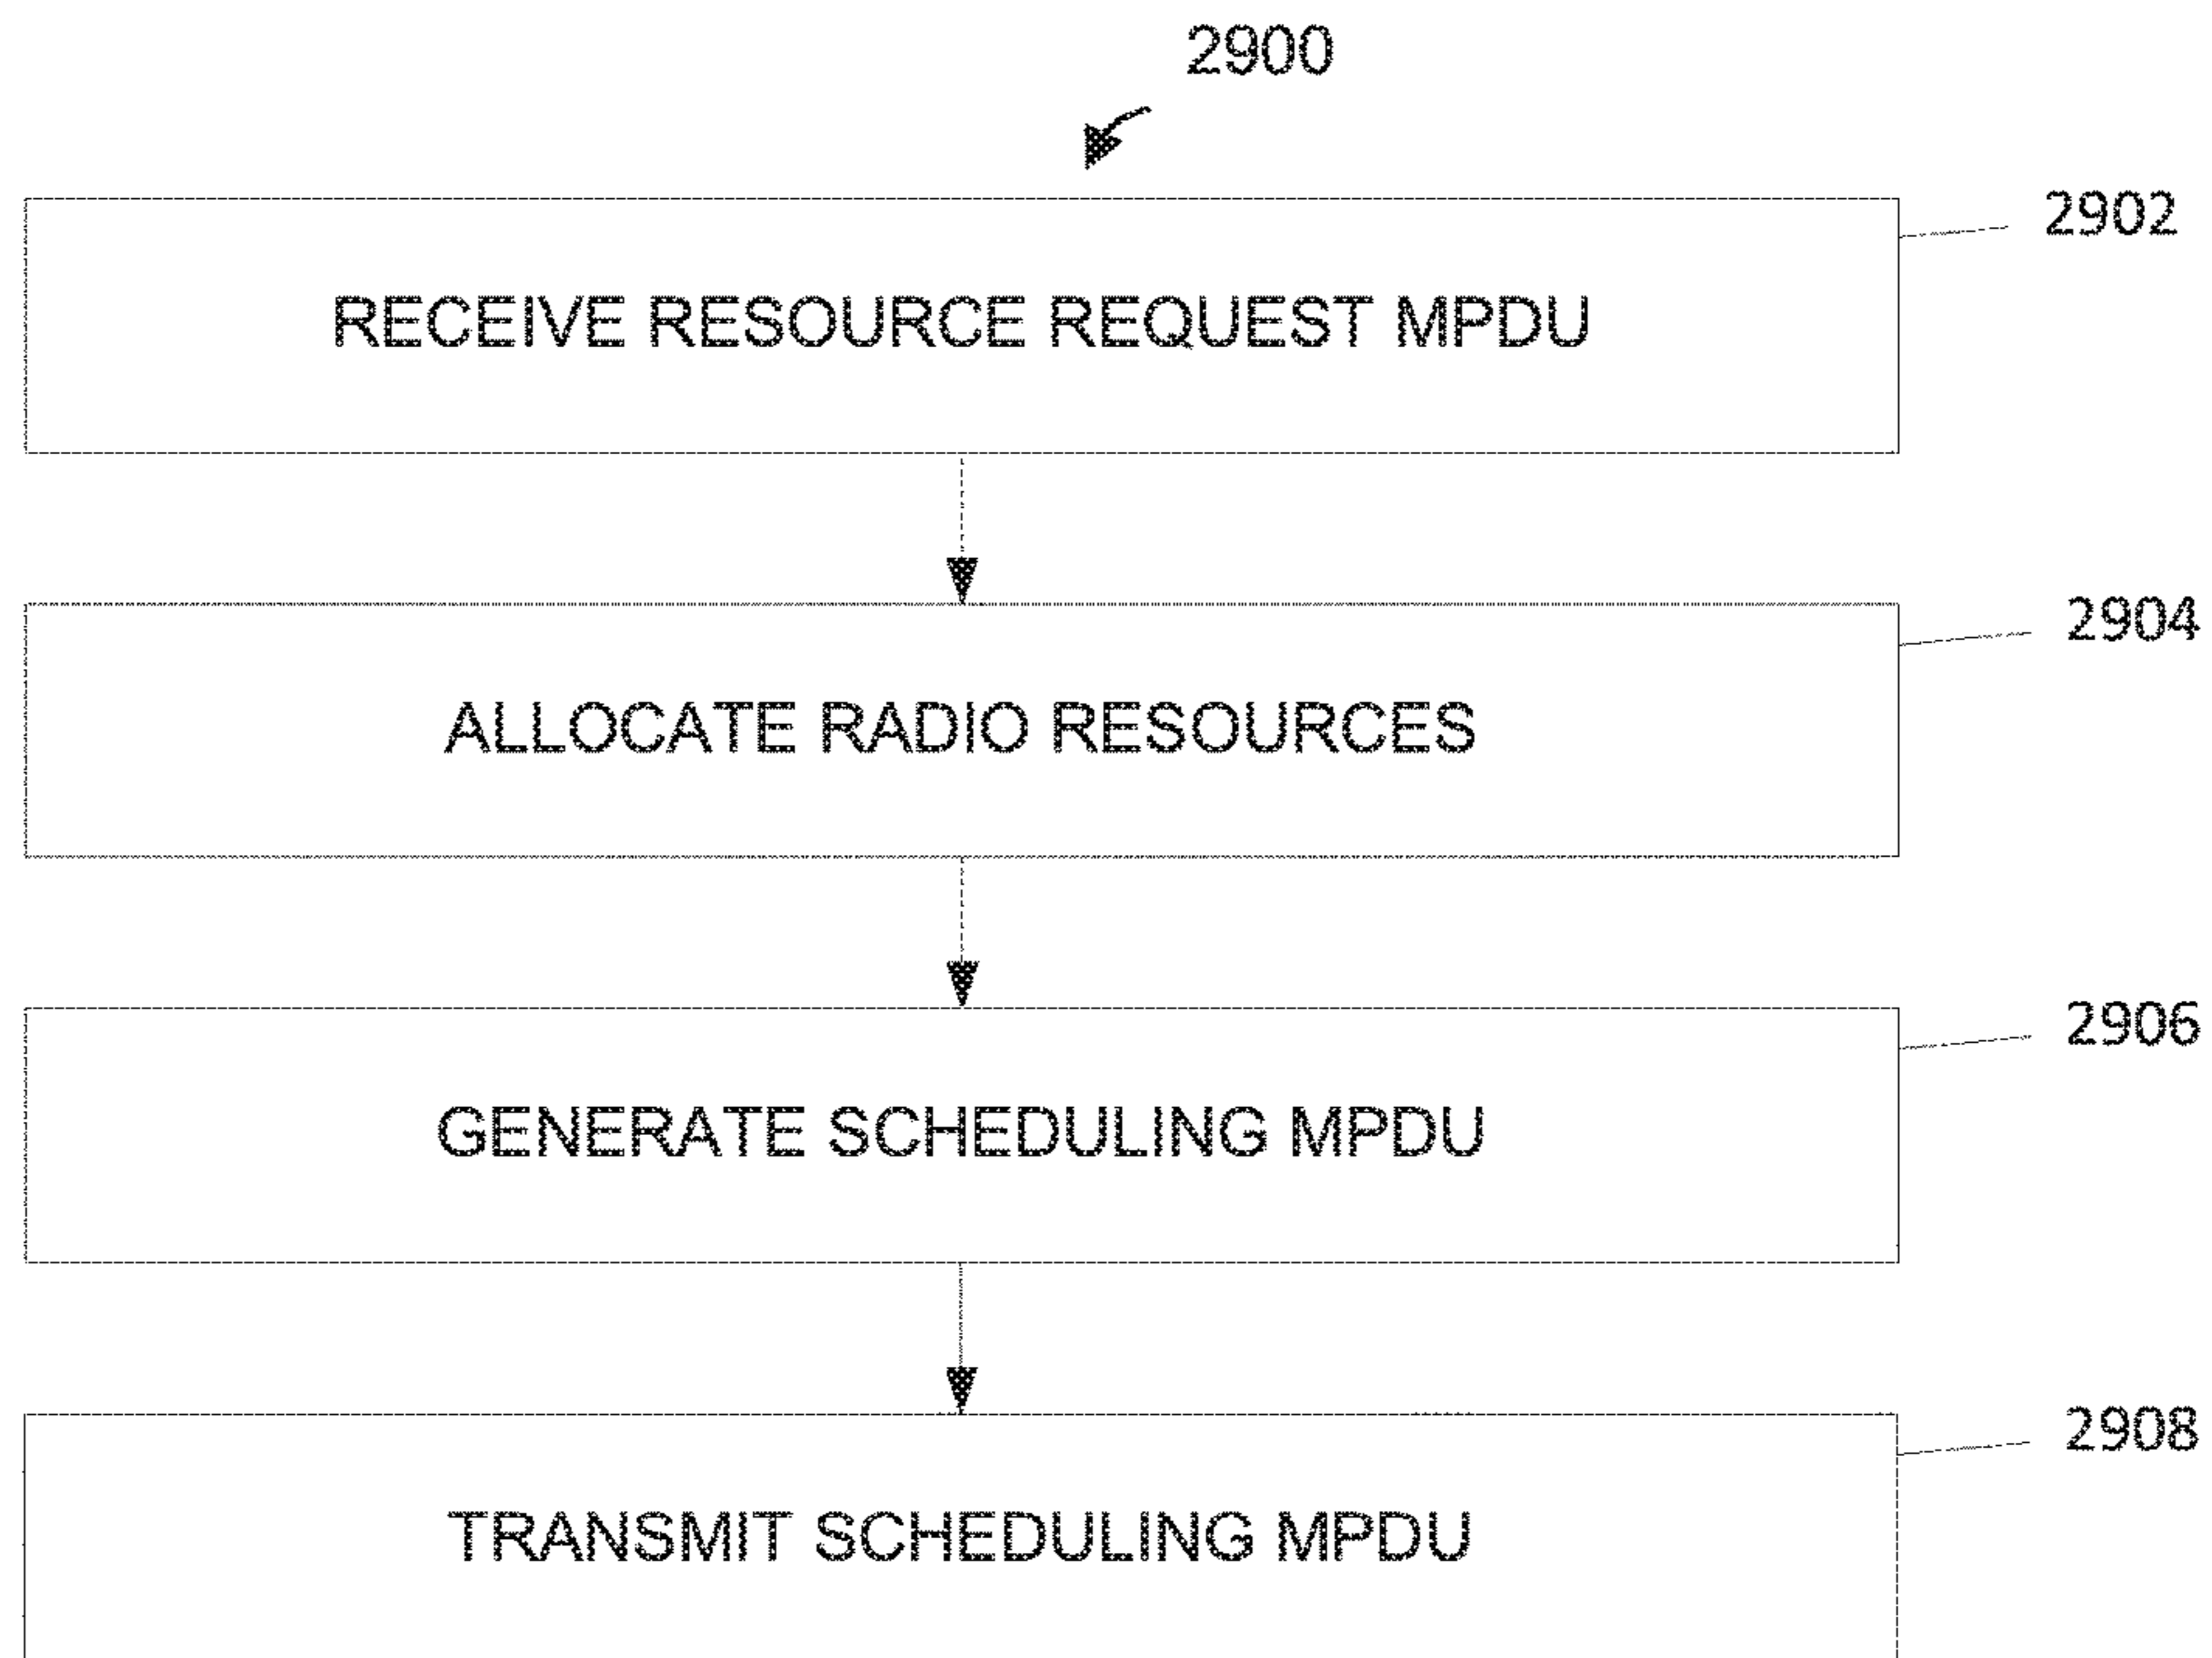 2900
2902
RECEIVE RESOURCE REQUEST MPDU
2904
ALLOCATE RADIO RESOURCES
2906
GENERATE SCHEDULING MPDU
2908
TRANSMIT SCHEDULING MPDU